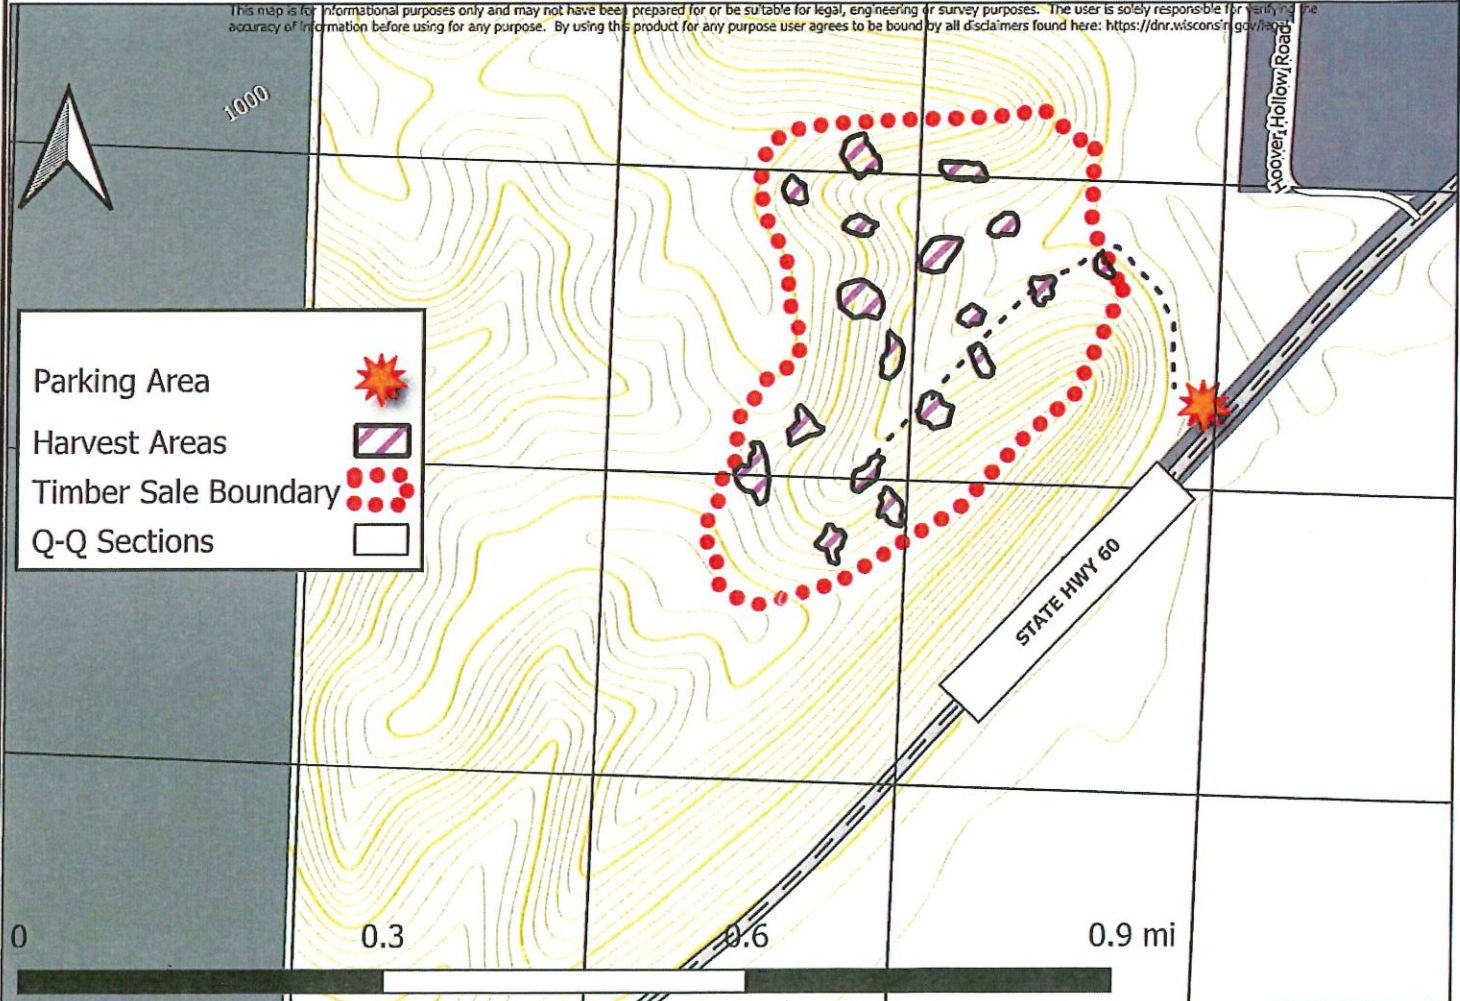 This map is for informational purposes only and may not have been prepared for or be suitable for legal, engineering or survey purposes. The user is solely responsible for verifying the
accuracy of information before using for any purpose. By using this product for any purpose user agrees to be bound by all disclaimers found here: https://dnr.wisconsin.gov/legal
Hoover Hollow Road
1000
Parking Area
Harvest Areas
Timber Sale Boundary
Q-Q Sections
STATE HWY 60
0
0.3
0.6
0.9 mi